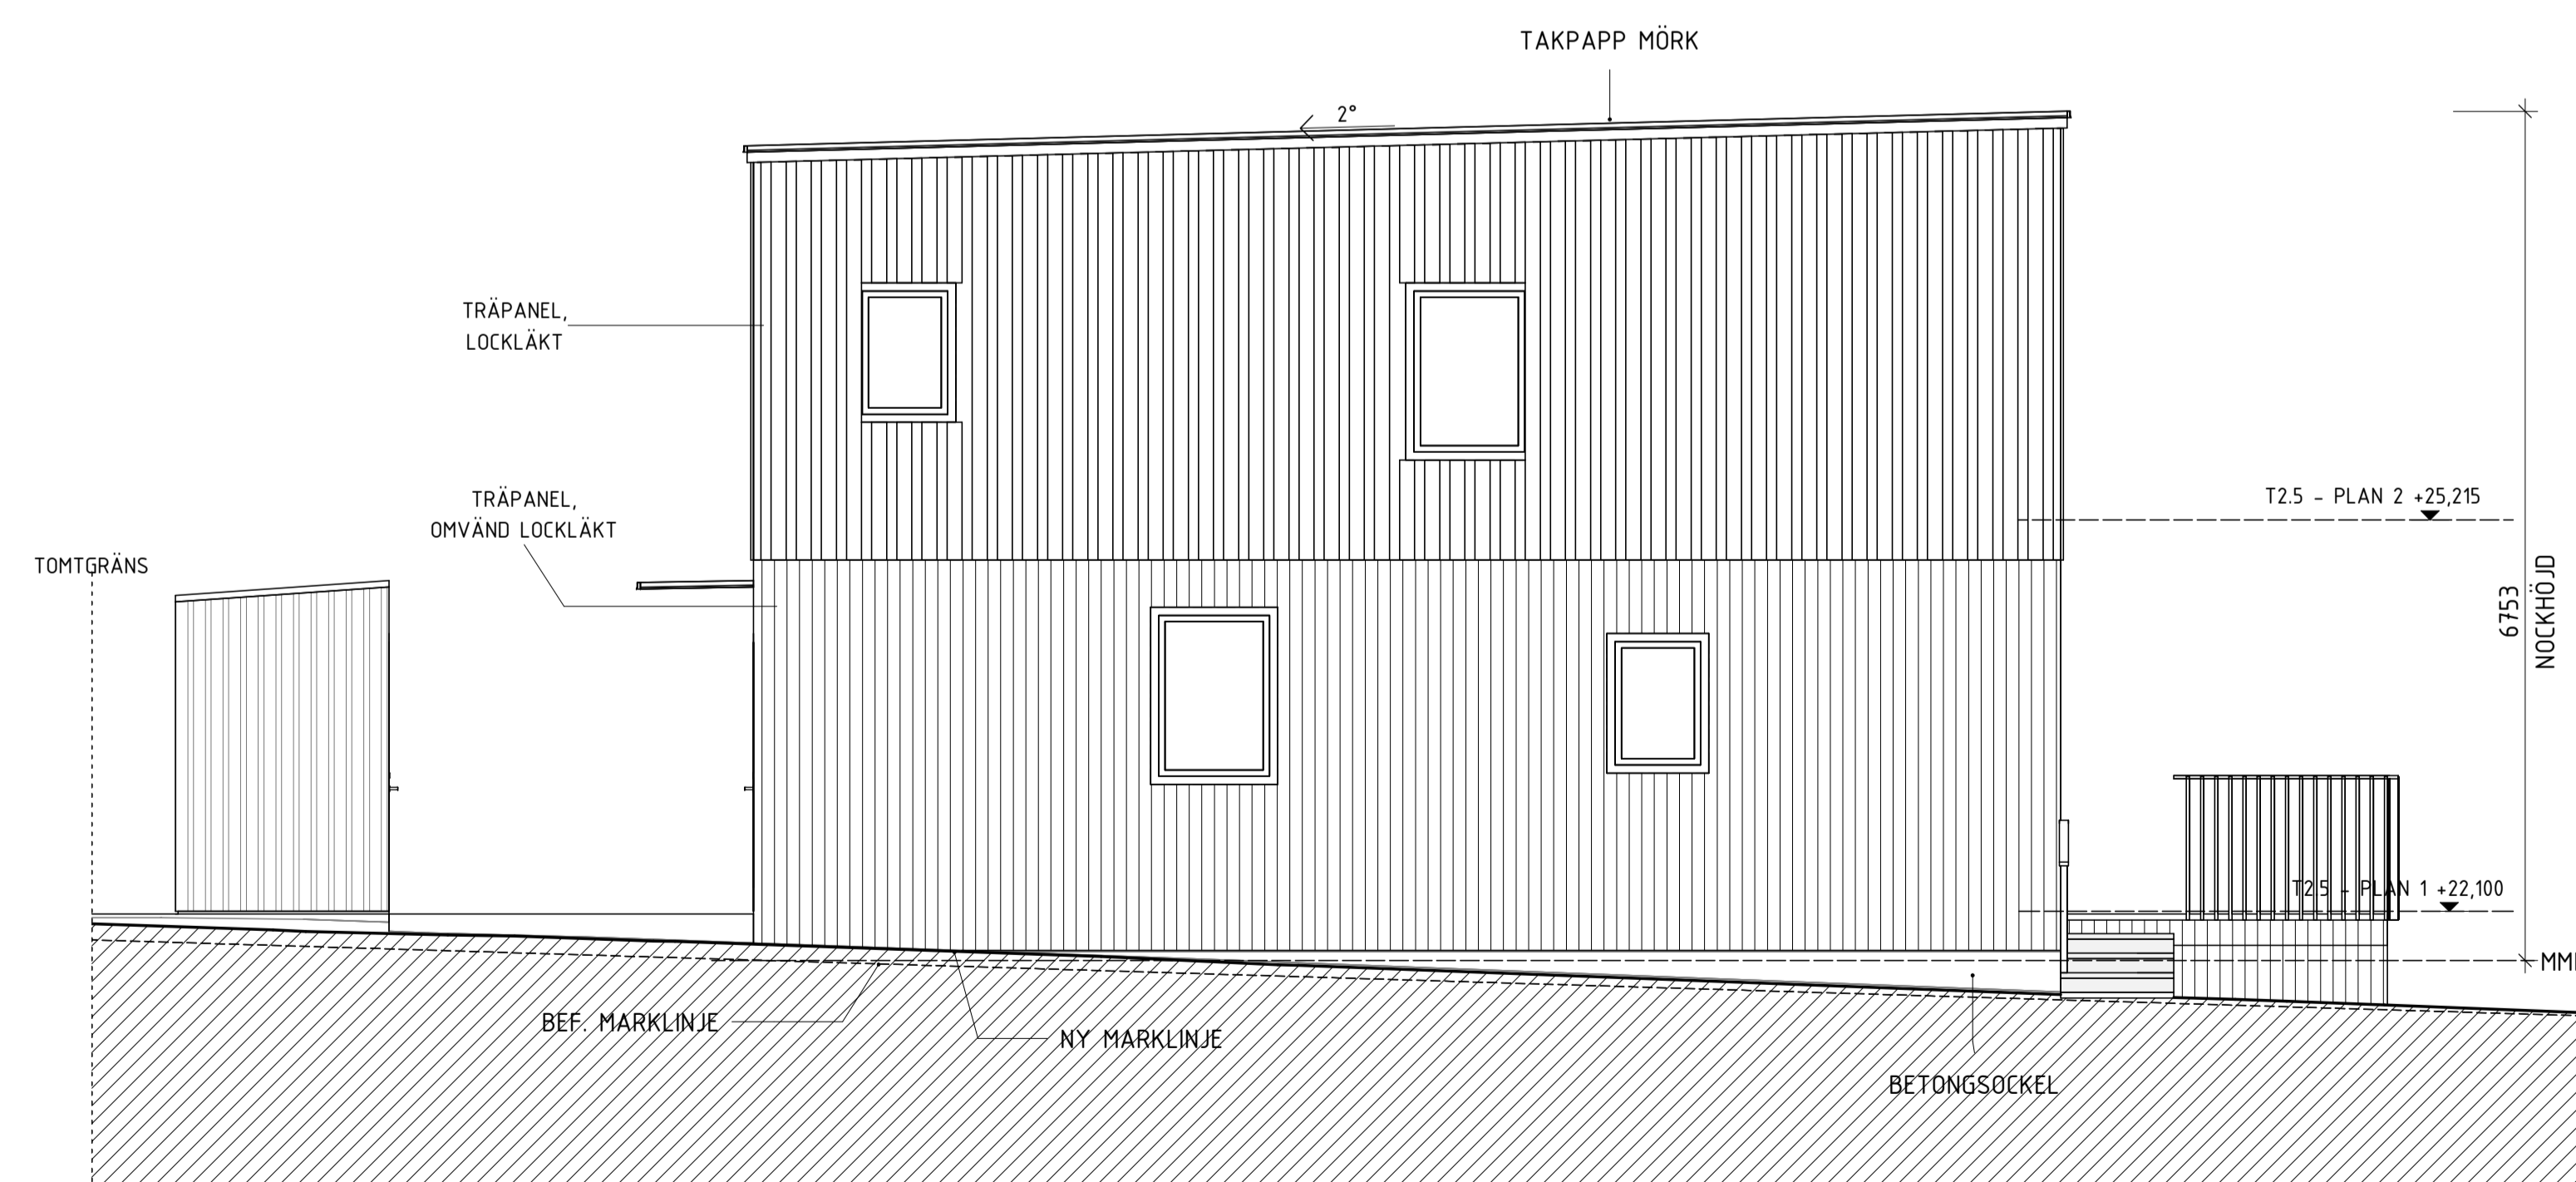 TAKPAPP MÖRK
2°
TRÄPANEL,
LOCKLÄKT
TRÄPANEL,
OMVÄND LOCKLÄKT
T2.5 - PLAN 2 +25,215
TOMTGRÄNS
6753
NOCKHÖJD
T2.5 - PLAN 1 +22,100
BEF. MARKLINJE
NY MARKLINJE
BETONGSOCKEL